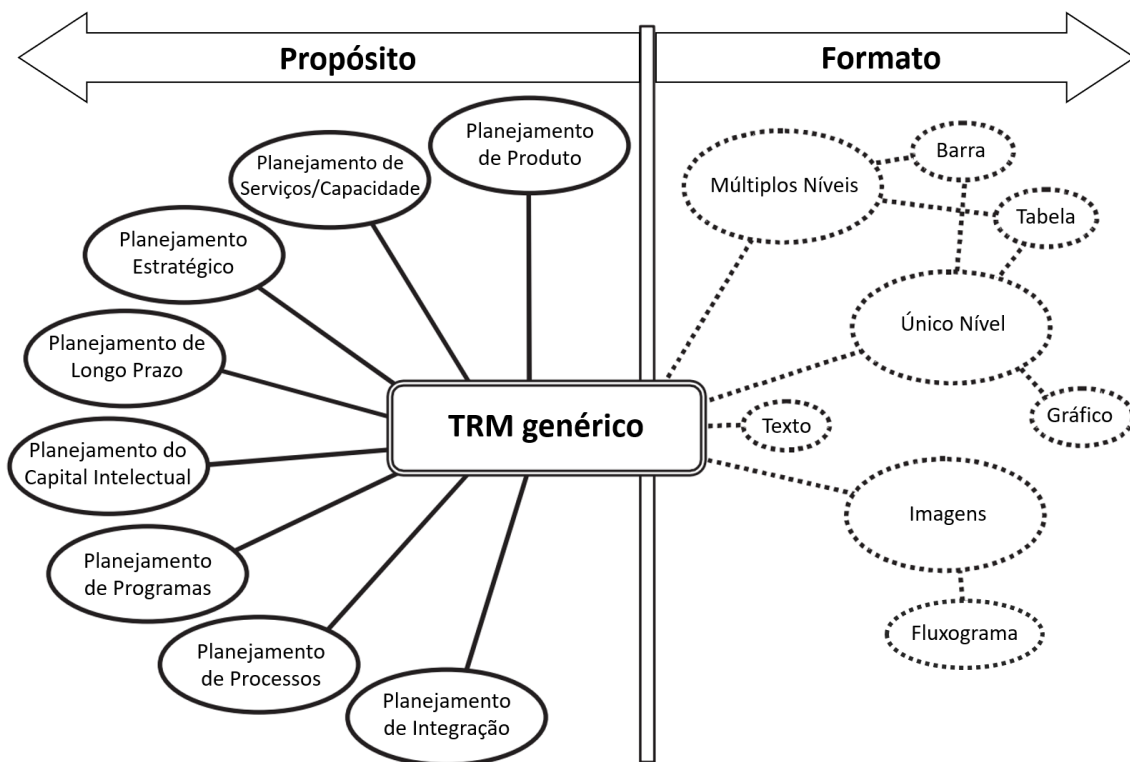 Propósito
Formato
Planejamento
de Produto
Planejamento de
Serviços/Capacidade
Planejamento
Estratégico
Planejamento de
Longo Prazo
Planejamento do
Capital Intelectual
Planejamento
de Programas
Planejamento
de Processos
Planejamento
de Integração
TRM genérico
Múltiplos Níveis
Barra
Tabela
Único Nível
Gráfico
Texto
Imagens
Fluxograma